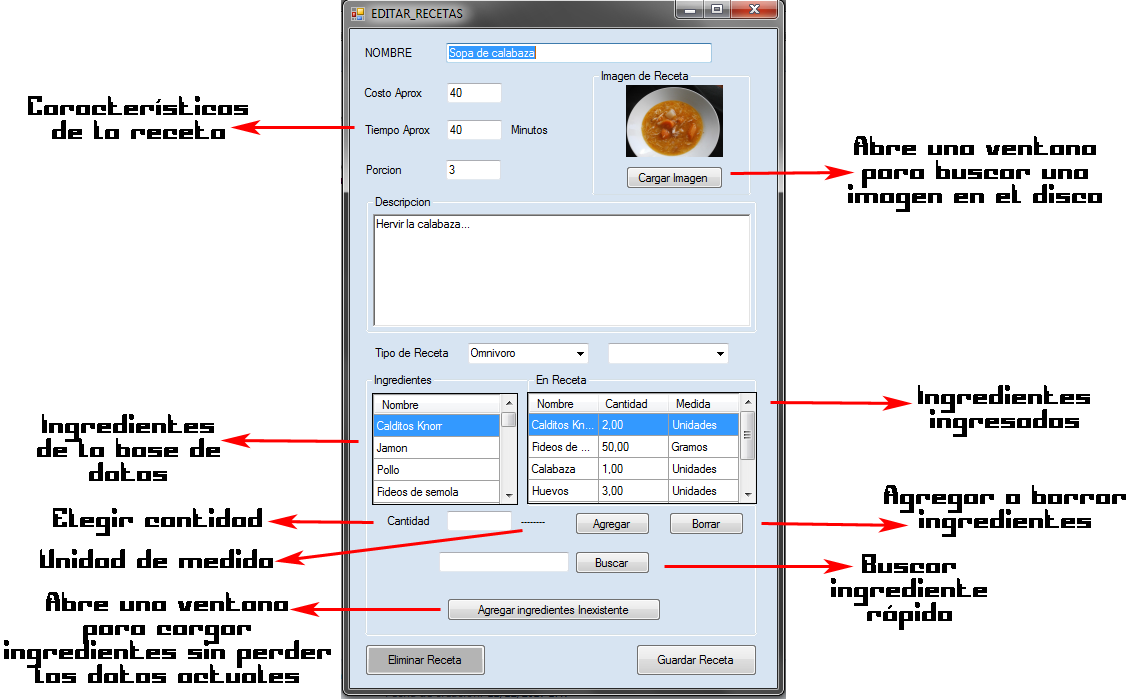 EDITAR_RECETAS
NOMBRE Sopa de calabaza
Imagen de Receta
Costo Aprox 40
Tiempo Aprox 40 Minutos
Porcion 3
Cargar Imagen
Descripcion
Hervir la calabaza...
Tipo de Receta Omnivoro
Ingredientes
Nombre
Calditos Knorr
Jamon
Pollo
Fideos de semola
En Receta
Nombre Cantidad Medida
Calditos Kn... 2,00 Unidades
Fideos de ... 50,00 Gramos
Calabaza 1,00 Unidades
Huevos 3,00 Unidades
Cantidad -------- Agregar Borrar
Buscar
Agregar ingredientes Inexistente
Eliminar Receta Guardar Receta
Características
de la receta
Ingredientes
de la base de
datos
Elegir cantidad
Unidad de medida
Abre una ventana
para cargar
ingredientes sin perder
los datos actuales
Abre una ventana
para buscar una
imagen en el disco
Ingredientes
ingresados
Agregar o borrar
ingredientes
Buscar
ingrediente
rápido